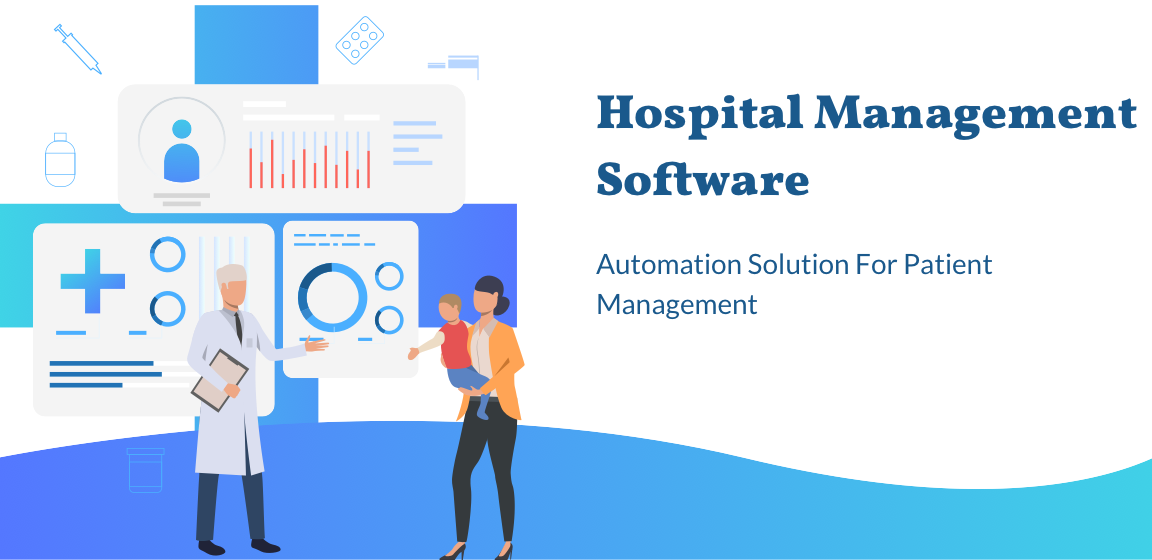 Hospital Management
Software
Automation Solution For Patient
Management